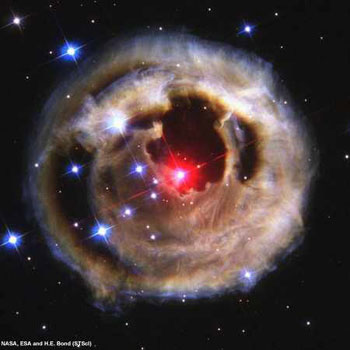 NASA, ESA and H.E. Bond (STScI)